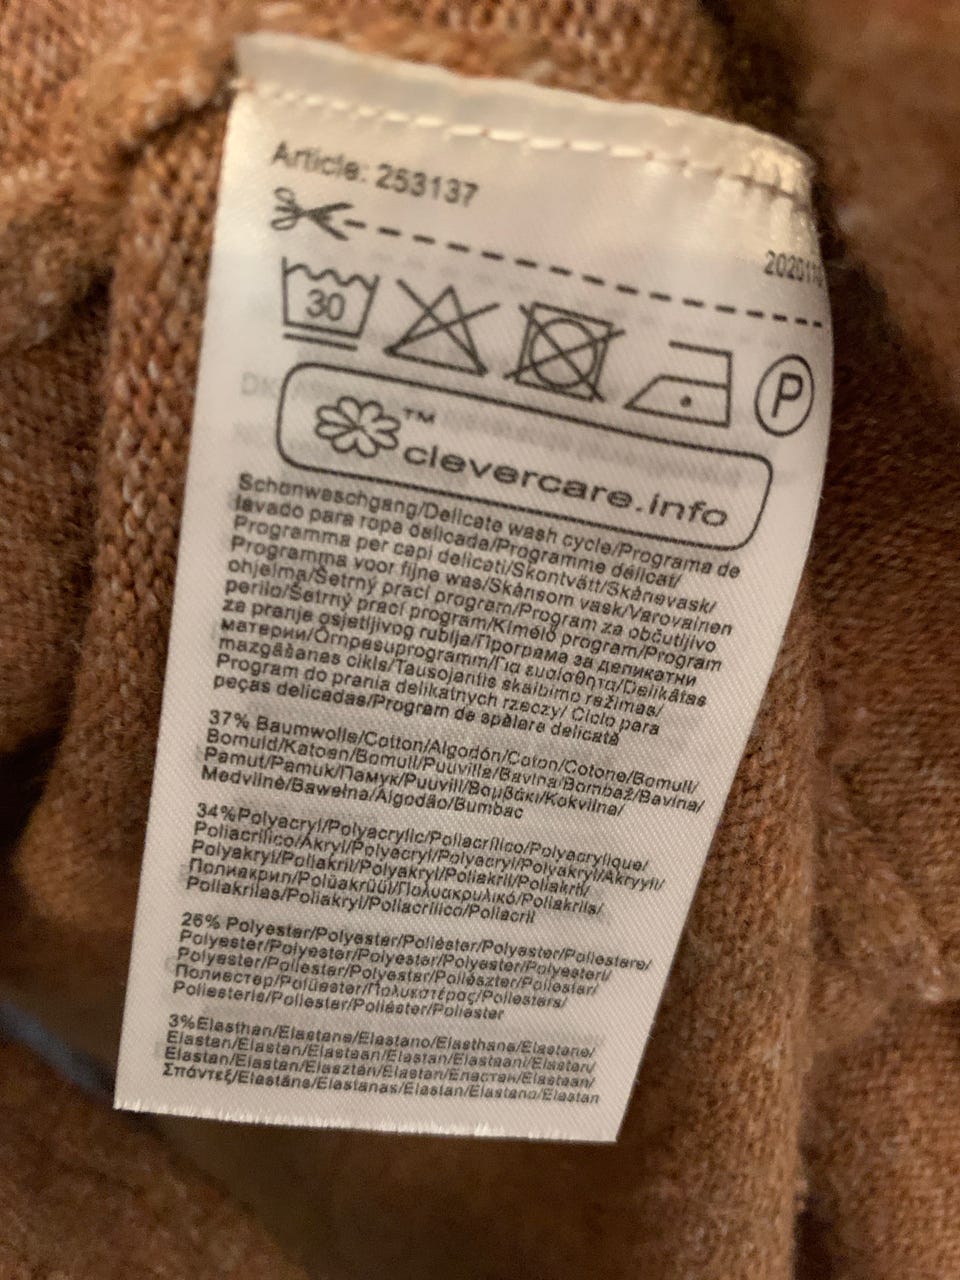 Article: 253137
30
P
™
clevercare.info
Schonwaschgang/Delicate wash cycle/Programa de
lavado para ropa delicada/Programme délicat/
Programma per capi delicati/Skontvätt/Skånevask/
Programma voor fijne was/Skånsom vask/Varovainen
ohjelma/Šetrný prací program/Program za občutljivo
perilo/Šetrný prací program/Kímélő program/Program
za pranje osjetljivog rublja/Програма за деликатни
материи/Õrnpesuprogramm/Για ευαίσθητα/Delikātas
mazgāšanas cikls/Tausojantis skalbimo režimas/
Program do prania delikatnych rzeczy/ Ciclo para
peças delicadas/Program de spălare delicată
37% Baumwolle/Cotton/Algodón/Coton/Cotone/Bomull/
Bomuld/Katoen/Bomull/Puuvilla/Bavlna/Bombaž/Bavlna/
Pamut/Pamuk/Памук/Puuvill/Βαμβάκι/Kokvilna/
Medvilnė/Bawełna/Algodão/Bumbac
34%Polyacryl/Polyacrylic/Poliacrílico/Polyacrylique/
Poliacrilico/Akryl/Polyacryl/Polyacryl/Polyakryl/Akryyli/
Polyakryl/Poliakril/Polyakryl/Poliakril/Poliakril/
Полиакрил/Polüakrüül/Πολυακρυλικό/Poliakrils/
Poliakrilas/Poliakryl/Poliacrílico/Poliacril
26% Polyester/Polyester/Poliéster/Polyester/Poliestere/
Polyester/Polyester/Polyester/Polyester/Polyesteri/
Polyester/Poliester/Polyester/Poliészter/Poliester/
Полиестер/Polüester/Πολυεστέρας/Poliesters/
Poliesteris/Poliester/Poliéster/Poliester
3%Elasthan/Elastane/Elastano/Elasthane/Elastane/
Elastan/Elastan/Elastaan/Elastan/Elastaani/Elastan/
Elastan/Elastan/Elasztán/Elastan/Еластан/Elastaan/
Σπάντεξ/Elastāns/Elastanas/Elastan/Elastano/Elastan